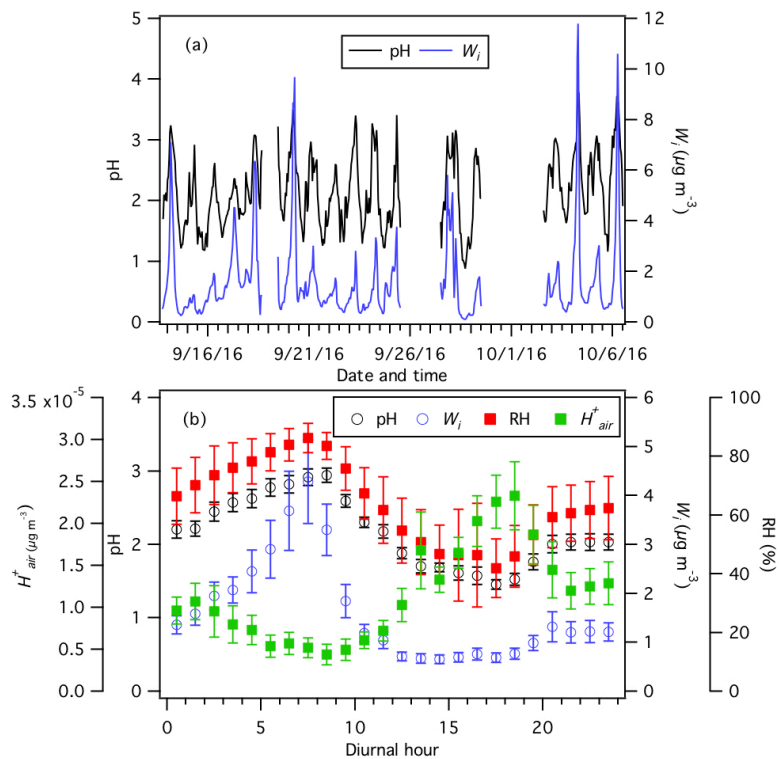 (a)
pH
W_i
5
4
3
2
1
0
pH
12
10
8
6
4
2
0
W_i (µg m^-3)
9/16/16
9/21/16
9/26/16
10/1/16
10/6/16
Date and time
(b)
pH
W_i
RH
H^+_air
3.5 x10^-5
3.0
2.5
2.0
1.5
1.0
0.5
0.0
H^+_air (µg m^-3)
4
3
2
1
0
pH
6
5
4
3
2
1
0
W_i (µg m^-3)
100
80
60
40
20
0
RH (%)
0
5
10
15
20
Diurnal hour